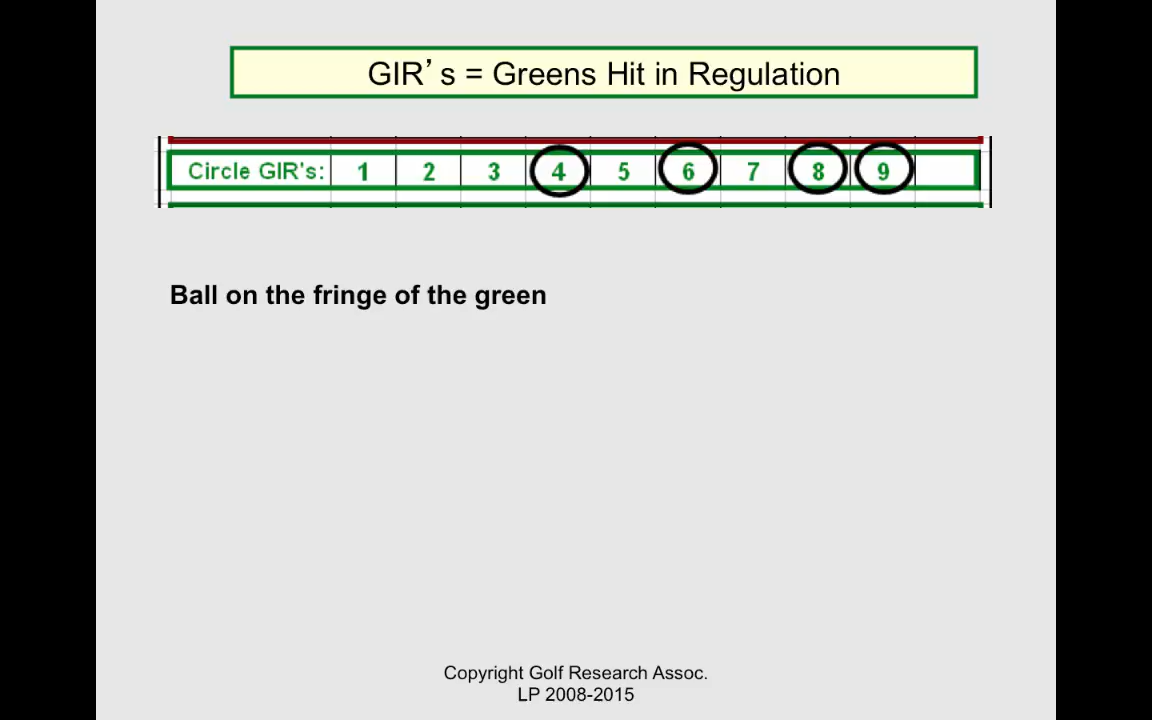 GIR’s = Greens Hit in Regulation
Circle GIR's: 1 2 3 4 5 6 7 8 9
Ball on the fringe of the green
Copyright Golf Research Assoc.
LP 2008-2015